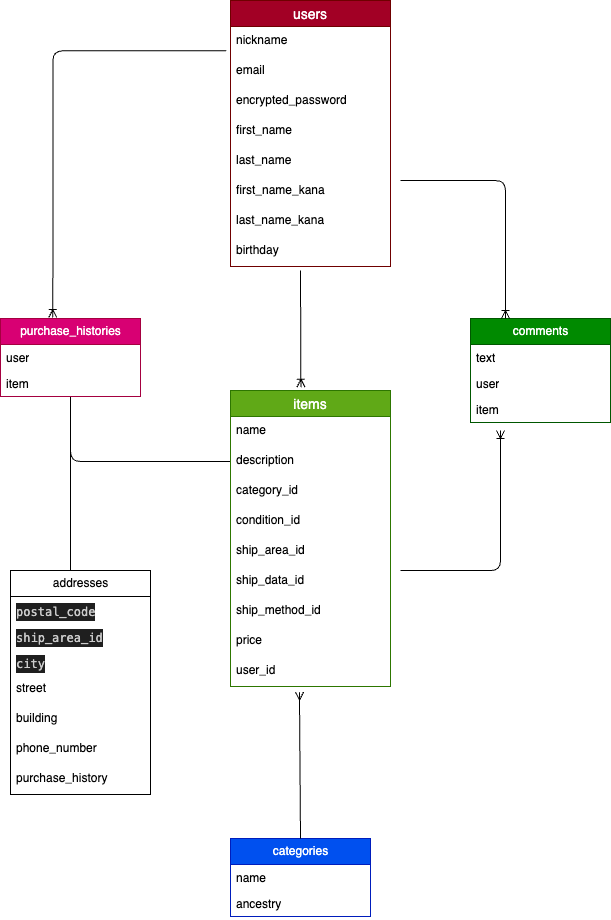 users
nickname
email
encrypted_password
first_name
last_name
first_name_kana
last_name_kana
birthday
purchase_histories
user
item
comments
text
user
item
items
name
description
category_id
condition_id
ship_area_id
ship_data_id
ship_method_id
price
user_id
addresses
postal_code
ship_area_id
city
street
building
phone_number
purchase_history
categories
name
ancestry